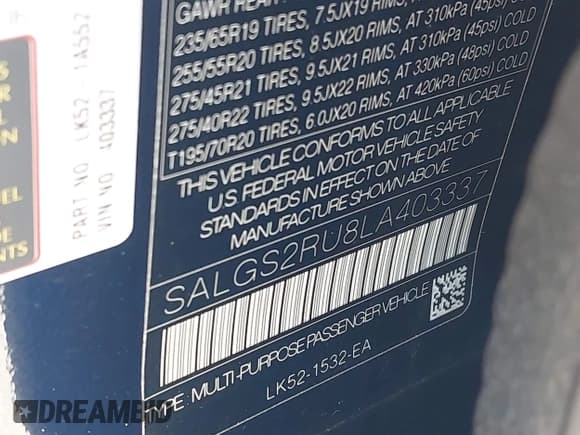 GAWR REAR
235/65R19 TIRES, 7.5JX19 RIMS,
255/55R20 TIRES, 8.5JX20 RIMS, AT 310kPa (45psi) COLD
275/45R21 TIRES, 9.5JX21 RIMS, AT 310kPa (45psi) COLD
275/40R22 TIRES, 9.5JX22 RIMS, AT 330kPa (48psi) COLD
T195/70R20 TIRES, 6.0JX20 RIMS, AT 420kPa (60psi) COLD
THIS VEHICLE CONFORMS TO ALL APPLICABLE
U.S. FEDERAL MOTOR VEHICLE SAFETY
STANDARDS IN EFFECT ON THE DATE OF
MANUFACTURE SHOWN ABOVE.
SALGS2RU8LA403337
TYPE: MULTI-PURPOSE PASSENGER VEHICLE
LK52-1532-EA
PART NO. LK52 - 1A552
VIN NO. 403337
DREAMBID